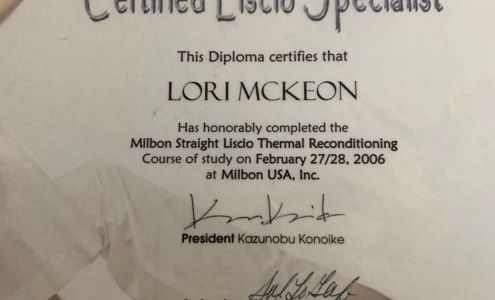 Certified Liscio Specialist
This Diploma certifies that
LORI MCKEON
Has honorably completed the
Milbon Straight Liscio Thermal Reconditioning
Course of study on February 27/28, 2006
at Milbon USA, Inc.
President Kazunobu Konoike